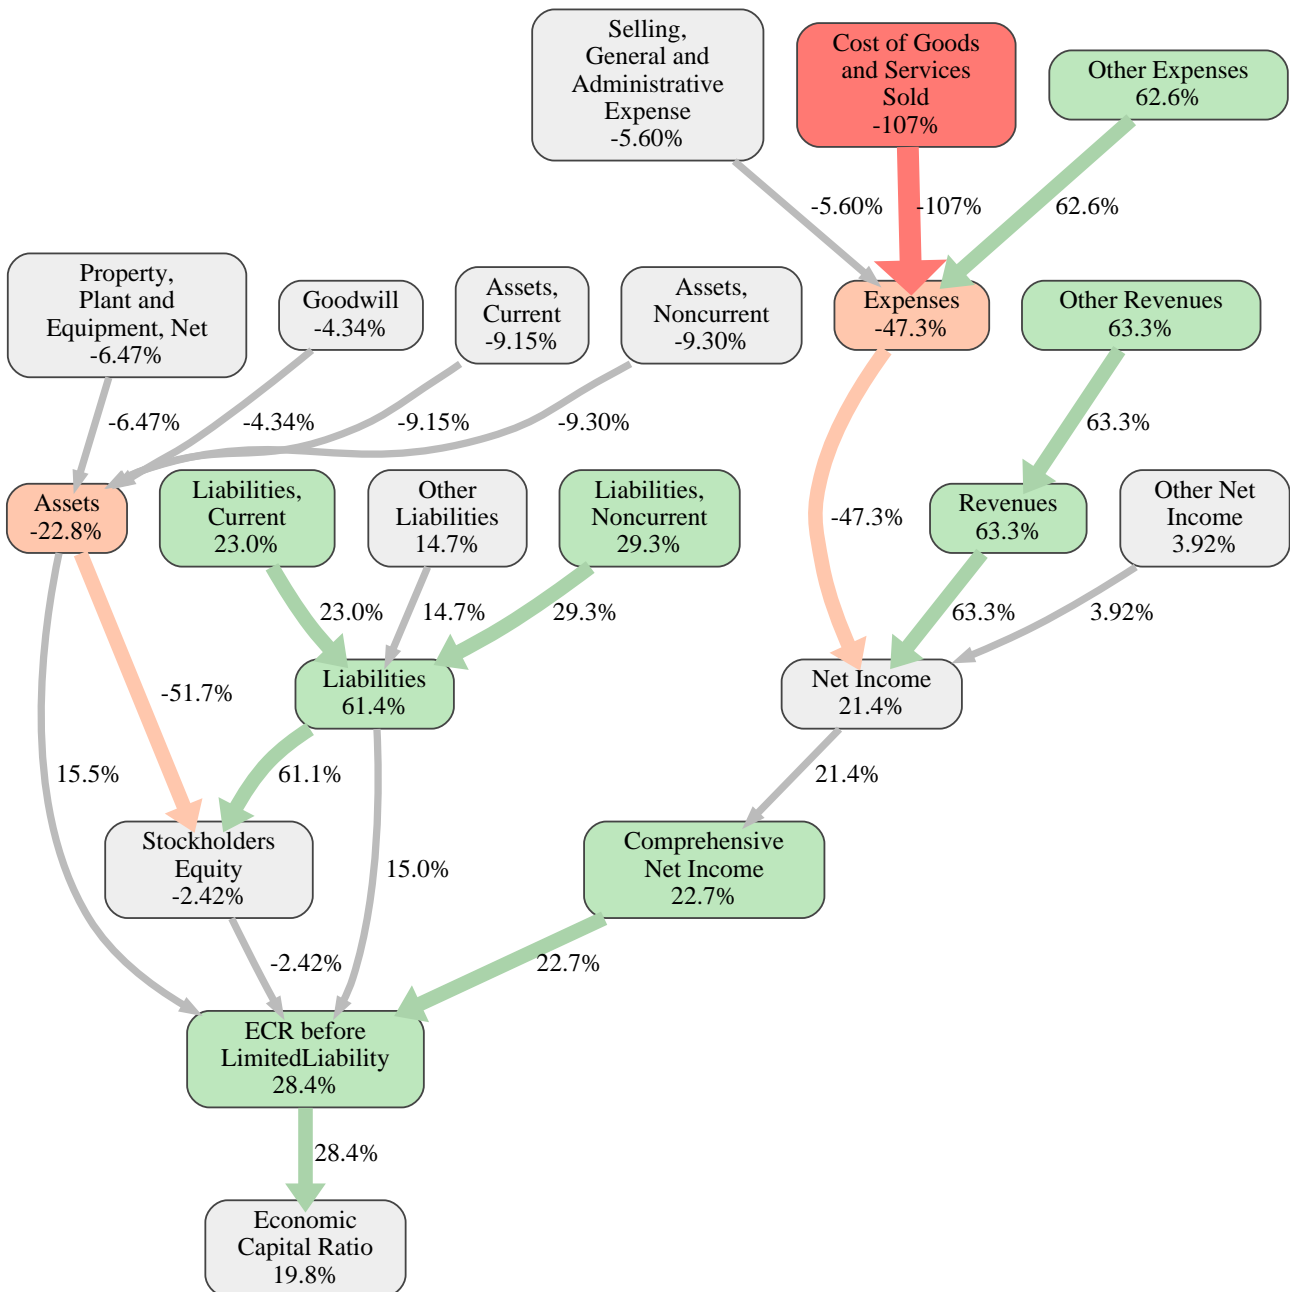 Selling,
General and
Administrative
Expense
-5.60%
Cost of Goods
and Services
Sold
-107%
Other Expenses
62.6%
-5.60%
-107%
62.6%
Property,
Plant and
Equipment, Net
-6.47%
Goodwill
-4.34%
Assets,
Current
-9.15%
Assets,
Noncurrent
-9.30%
Expenses
-47.3%
Other Revenues
63.3%
-6.47%
-4.34%
-9.15%
-9.30%
63.3%
Assets
-22.8%
Liabilities,
Current
23.0%
Other
Liabilities
14.7%
Liabilities,
Noncurrent
29.3%
-47.3%
Revenues
63.3%
Other Net
Income
3.92%
23.0%
14.7%
29.3%
63.3%
3.92%
-51.7%
Liabilities
61.4%
Net Income
21.4%
15.5%
61.1%
21.4%
Stockholders
Equity
-2.42%
15.0%
Comprehensive
Net Income
22.7%
-2.42%
22.7%
ECR before
LimitedLiability
28.4%
28.4%
Economic
Capital Ratio
19.8%